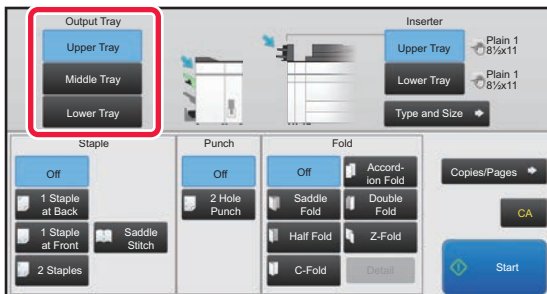 Output Tray
Upper Tray
Middle Tray
Lower Tray
Inserter
Upper Tray
Plain 1
8½x11
Lower Tray
Plain 1
8½x11
Type and Size
Staple
Off
1 Staple
at Back
1 Staple
at Front
Saddle
Stitch
2 Staples
Punch
Off
2 Hole
Punch
Fold
Off
Accord-
ion Fold
Saddle
Fold
Double
Fold
Half Fold
Z-Fold
C-Fold
Detail
Copies/Pages
CA
Start